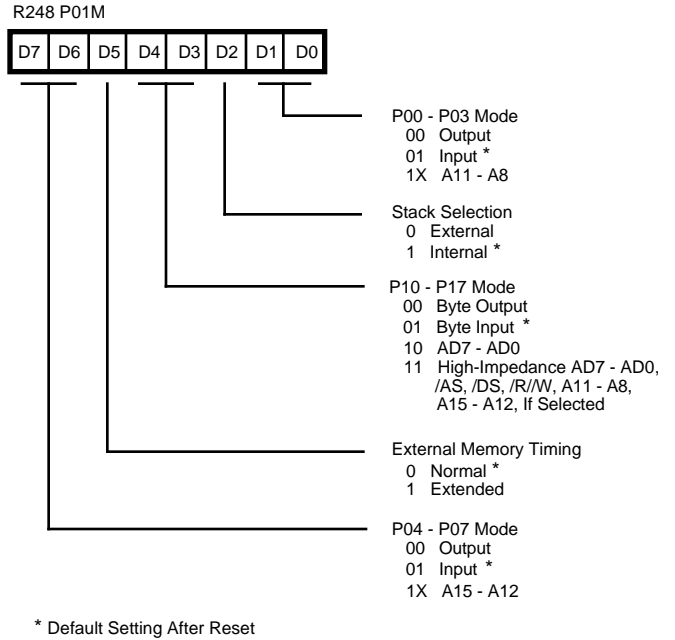 R248 P01M
D7 D6 D5 D4 D3 D2 D1 D0
P00 - P03 Mode
00 Output
01 Input *
1X A11 - A8
Stack Selection
0 External
1 Internal *
P10 - P17 Mode
00 Byte Output
01 Byte Input *
10 AD7 - AD0
11 High-Impedance AD7 - AD0,
/AS, /DS, /R//W, A11 - A8,
A15 - A12, If Selected
External Memory Timing
0 Normal *
1 Extended
P04 - P07 Mode
00 Output
01 Input *
1X A15 - A12
* Default Setting After Reset